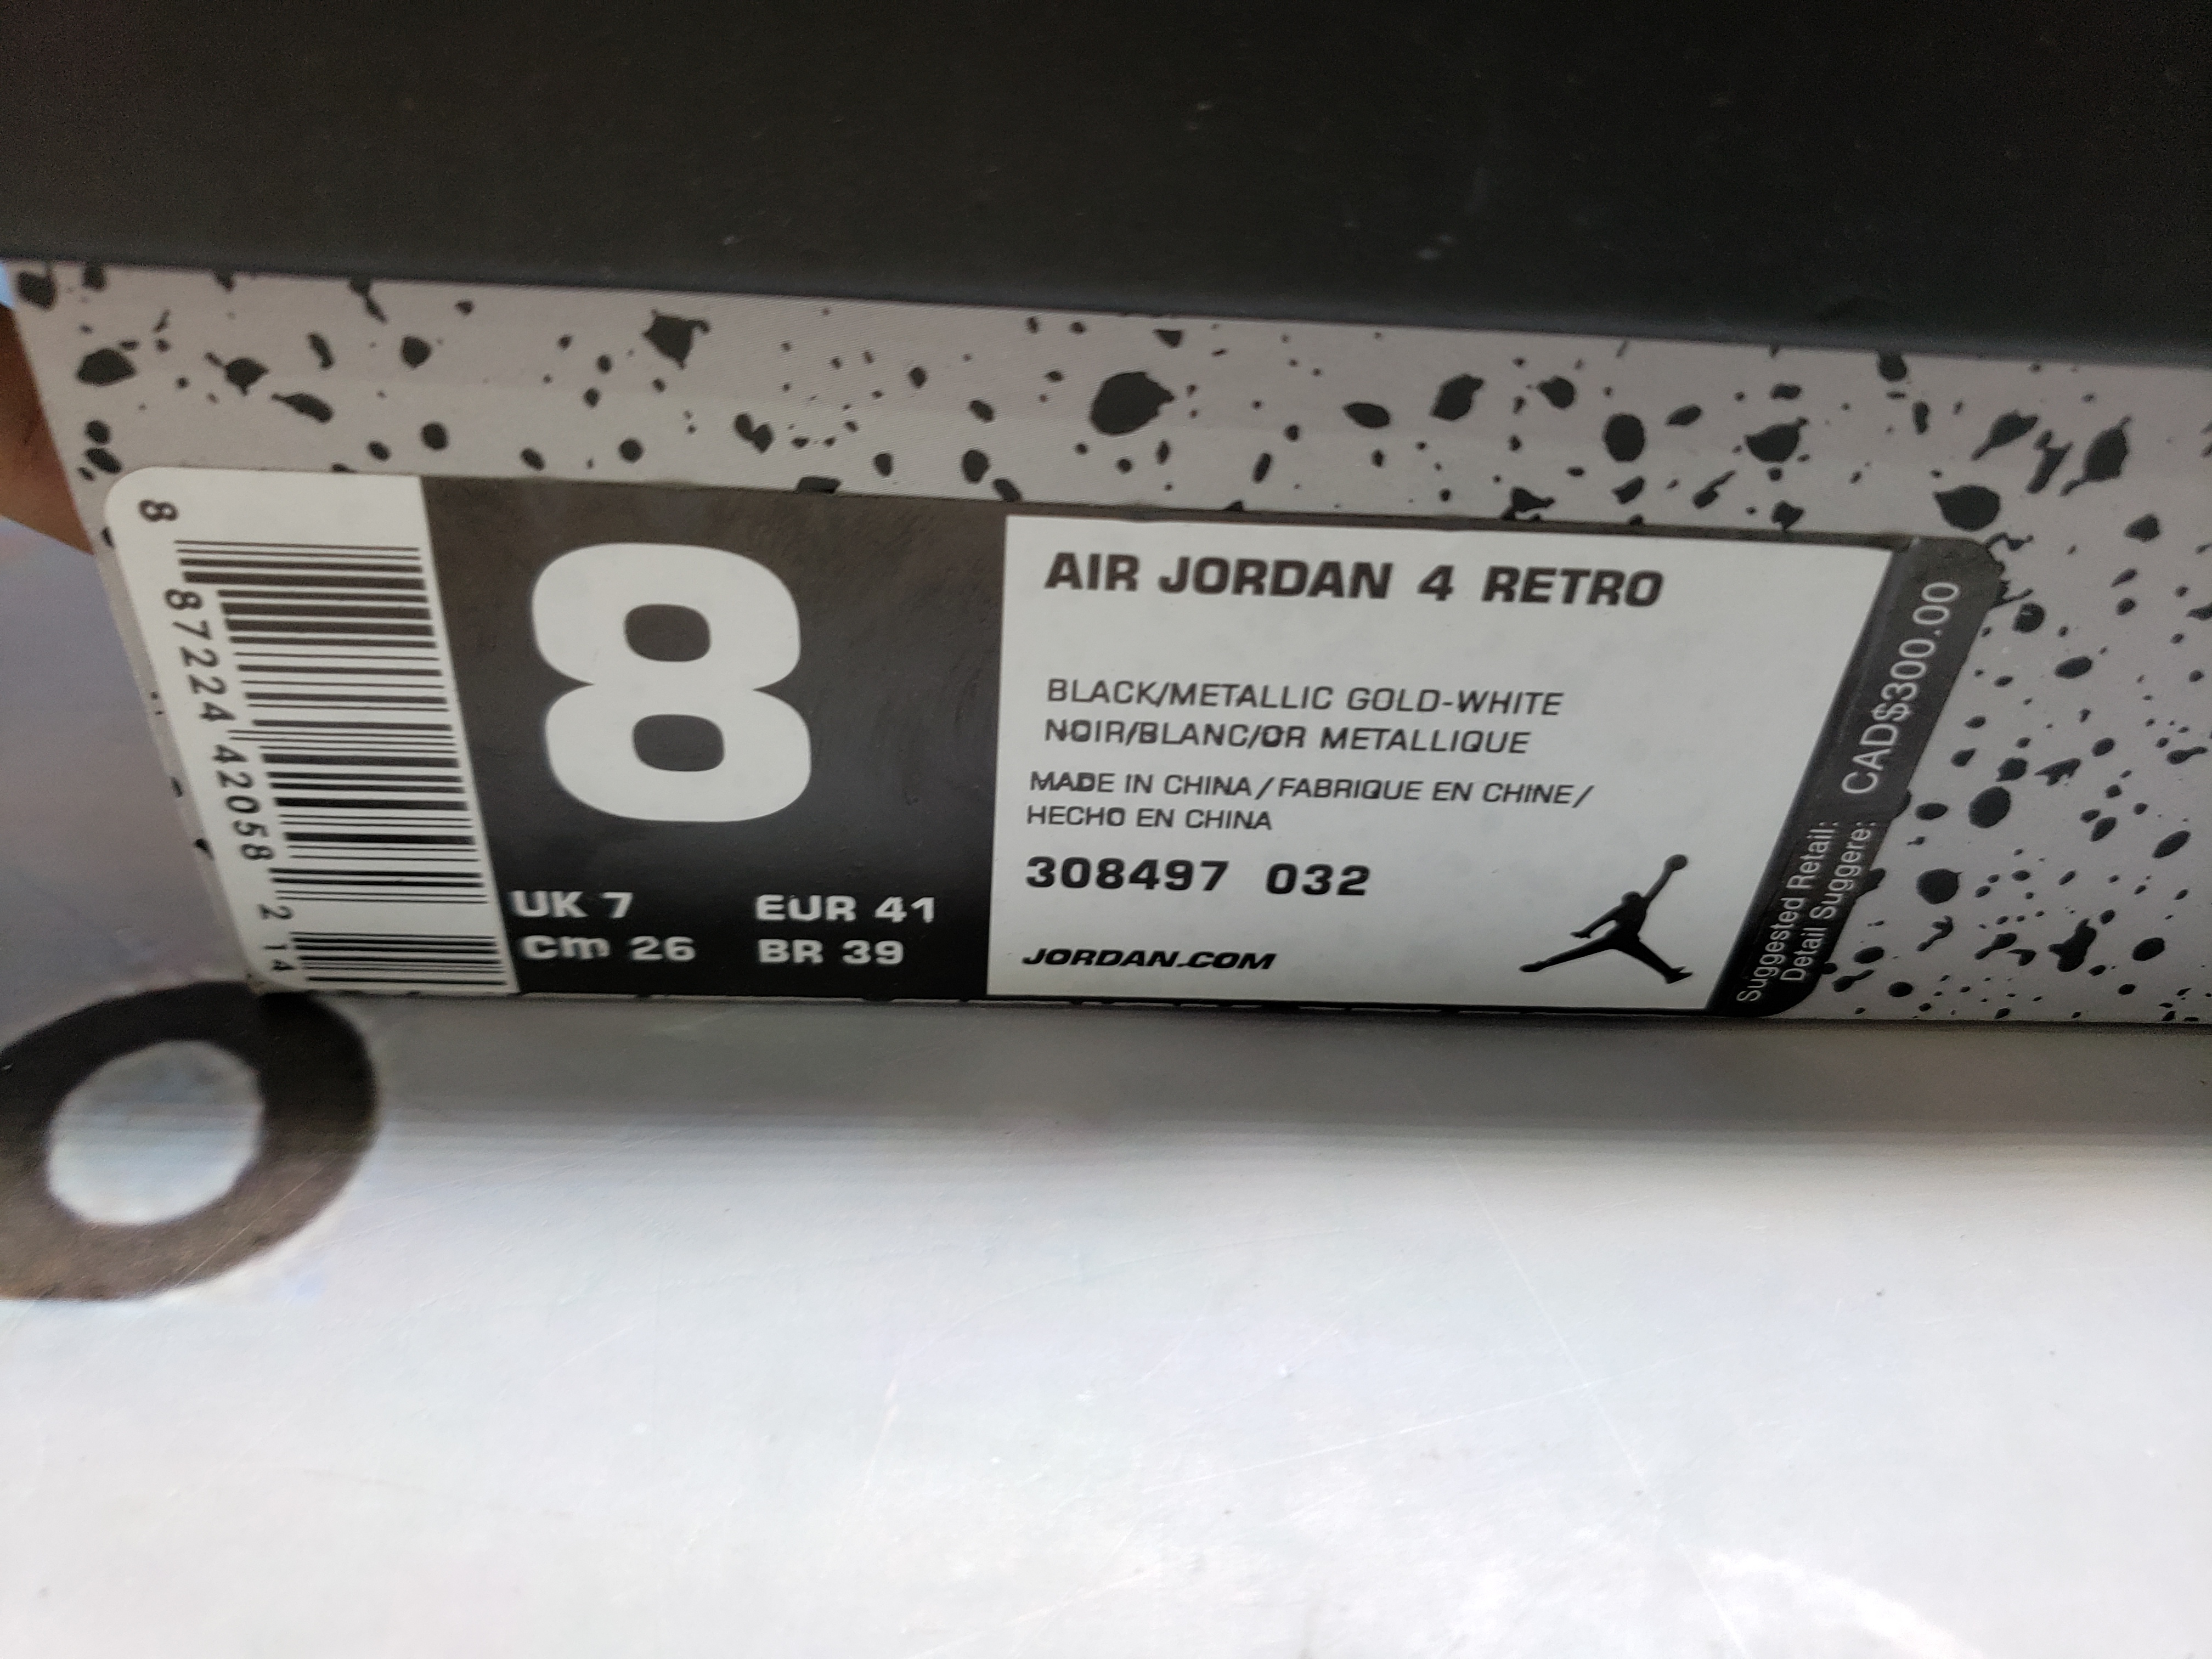 8 87224 42058 2 14
8
UK 7 EUR 41
cm 26 BR 39
AIR JORDAN 4 RETRO
BLACK/METALLIC GOLD-WHITE
NOIR/BLANC/OR METALLIQUE
MADE IN CHINA / FABRIQUE EN CHINE/
HECHO EN CHINA
308497 032
JORDAN.COM
Suggested Retail:
Detail Suggere: CAD$300.00